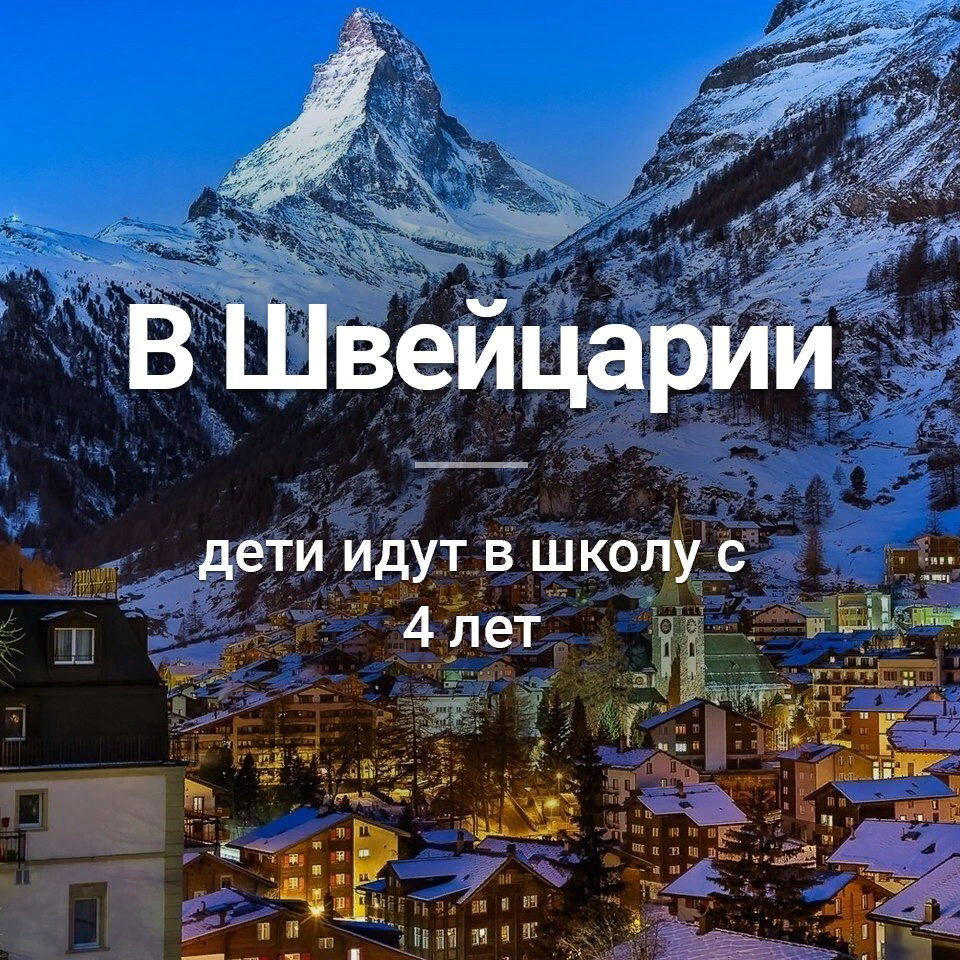 В Швейцарии
дети идут в школу с
4 лет